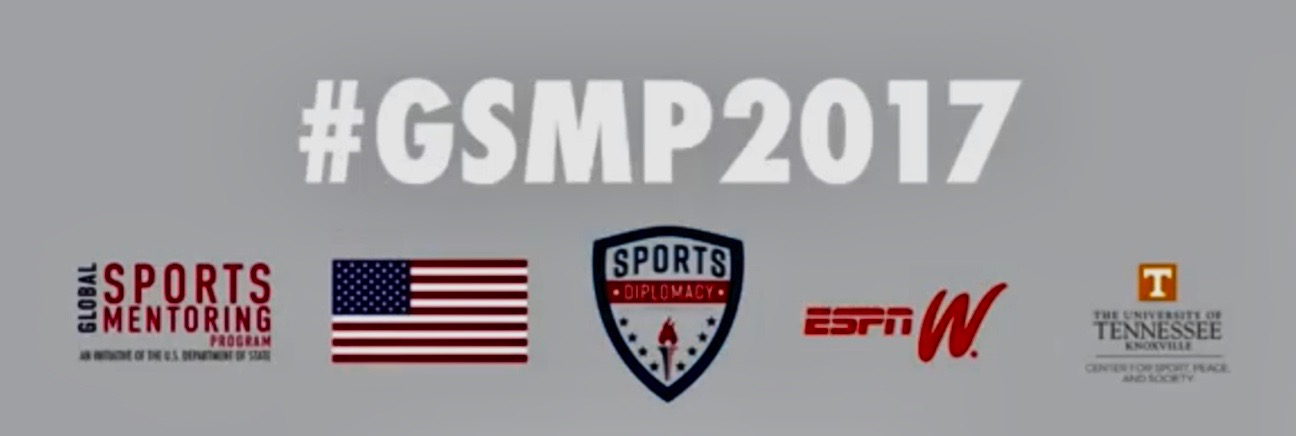 #GSMP2017
GLOBAL
SPORTS
MENTORING
PROGRAM
AN INITIATIVE OF THE U.S. DEPARTMENT OF STATE
SPORTS
DIPLOMACY
ESPN W.
T
THE UNIVERSITY OF
TENNESSEE
KNOXVILLE
CENTER FOR SPORT, PEACE,
AND SOCIETY